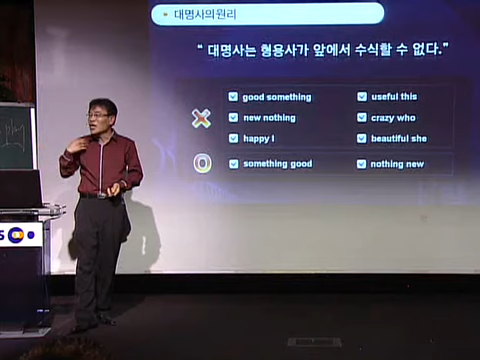 대명사의원리
“ 대명사는 형용사가 앞에서 수식할 수 없다.”
good something useful this
new nothing crazy who
happy I beautiful she
something good nothing new